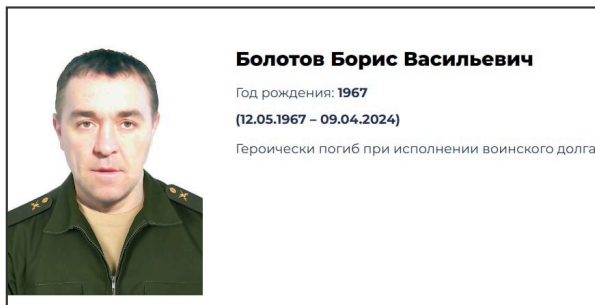 Болотов Борис Васильевич
Год рождения: 1967
(12.05.1967 – 09.04.2024)
Героически погиб при исполнении воинского долга